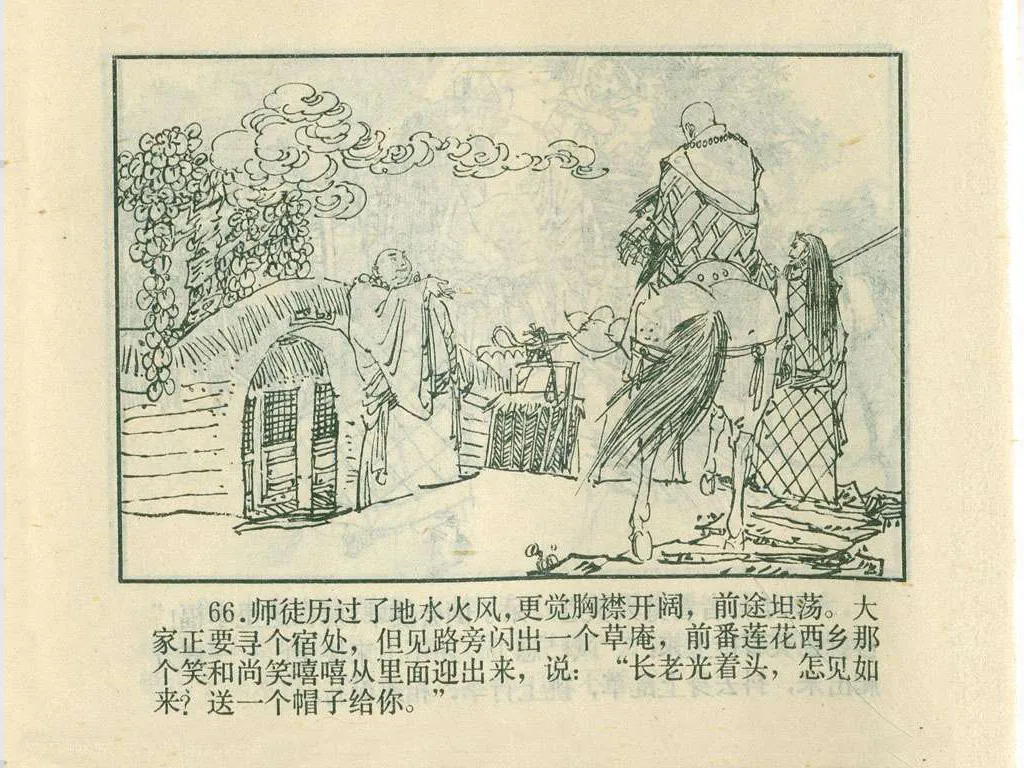 66.师徒历过了地水火风,更觉胸襟开阔，前途坦荡。大
家正要寻个宿处，但见路旁闪出一个草庵，前番莲花西乡那
个笑和尚笑嘻嘻从里面迎出来，说：“长老光着头，怎见如
来？送一个帽子给你。”